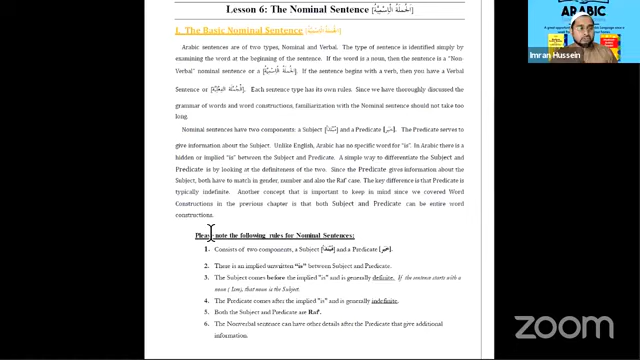 Lesson 6: The Nominal Sentence [اَلْجُمْلَةُ الْإِسْمِيَّةُ]
I. The Basic Nominal Sentence [اَلْجُمْلَةُ الْإِسْمِيَّةُ]
Arabic sentences are of two types, Nominal and Verbal. The type of sentence is identified simply by
examining the word at the beginning of the sentence. If the word is a noun, then the sentence is a "Non-
Verbal" nominal sentence or a [اَلْجُمْلَةُ الْإِسْمِيَّةُ]. If the sentence begins with a verb, then you have a Verbal
Sentence or [اَلْجُمْلَةُ الْفِعْلِيَّةُ]. Each sentence type has its own rules. Since we have thoroughly discussed the
grammar of words and word constructions, familiarization with the Nominal sentence should not take too
long.
Nominal sentences have two components: a Subject [مُبْتَدَأ] and a Predicate [خَبَر]. The Predicate serves to
give information about the Subject. Unlike English, Arabic has no specific word for "is". In Arabic there is a
hidden or implied "is" between the Subject and Predicate. A simple way to differentiate the Subject and
Predicate is by looking at the definiteness of the two. Since the Predicate gives information about the
Subject, both have to match in gender, number and also the Raf case. The key difference is that Predicate is
typically indefinite. Another concept that is important to keep in mind since we covered Word
Constructions in the previous chapter is that both Subject and Predicate can be entire word
constructions.
Please note the following rules for Nominal Sentences:
1. Consists of two components, a Subject [مُبْتَدَأ] and a Predicate [خَبَر].
2. There is an implied unwritten "is" between Subject and Predicate.
3. The Subject comes before the implied "is" and is generally definite. If the sentence starts with a
noun ( Ism), that noun is the Subject.
4. The Predicate comes after the implied "is" and is generally indefinite.
5. Both the Subject and Predicate are Raf'.
6. The Nonverbal sentence can have other details after the Predicate that give additional
information.
ARABIC
Imran Hussein
zoom